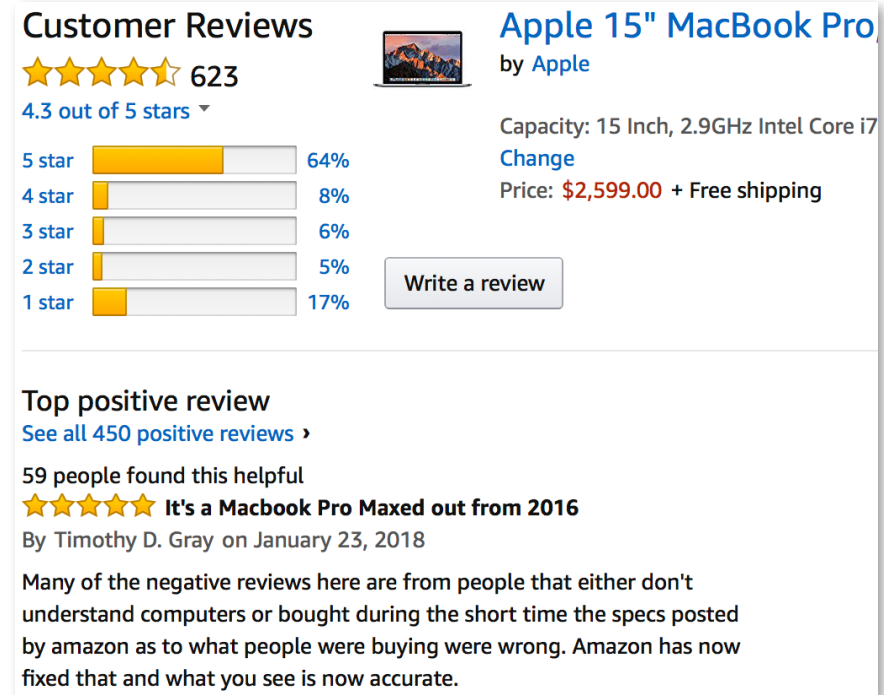 Customer Reviews
623
4.3 out of 5 stars
5 star 64%
4 star 8%
3 star 6%
2 star 5%
1 star 17%
Apple 15" MacBook Pro,
by Apple
Capacity: 15 Inch, 2.9GHz Intel Core i7
Change
Price: $2,599.00 + Free shipping
Write a review
Top positive review
See all 450 positive reviews ›
59 people found this helpful
It's a Macbook Pro Maxed out from 2016
By Timothy D. Gray on January 23, 2018
Many of the negative reviews here are from people that either don't
understand computers or bought during the short time the specs posted
by amazon as to what people were buying were wrong. Amazon has now
fixed that and what you see is now accurate.